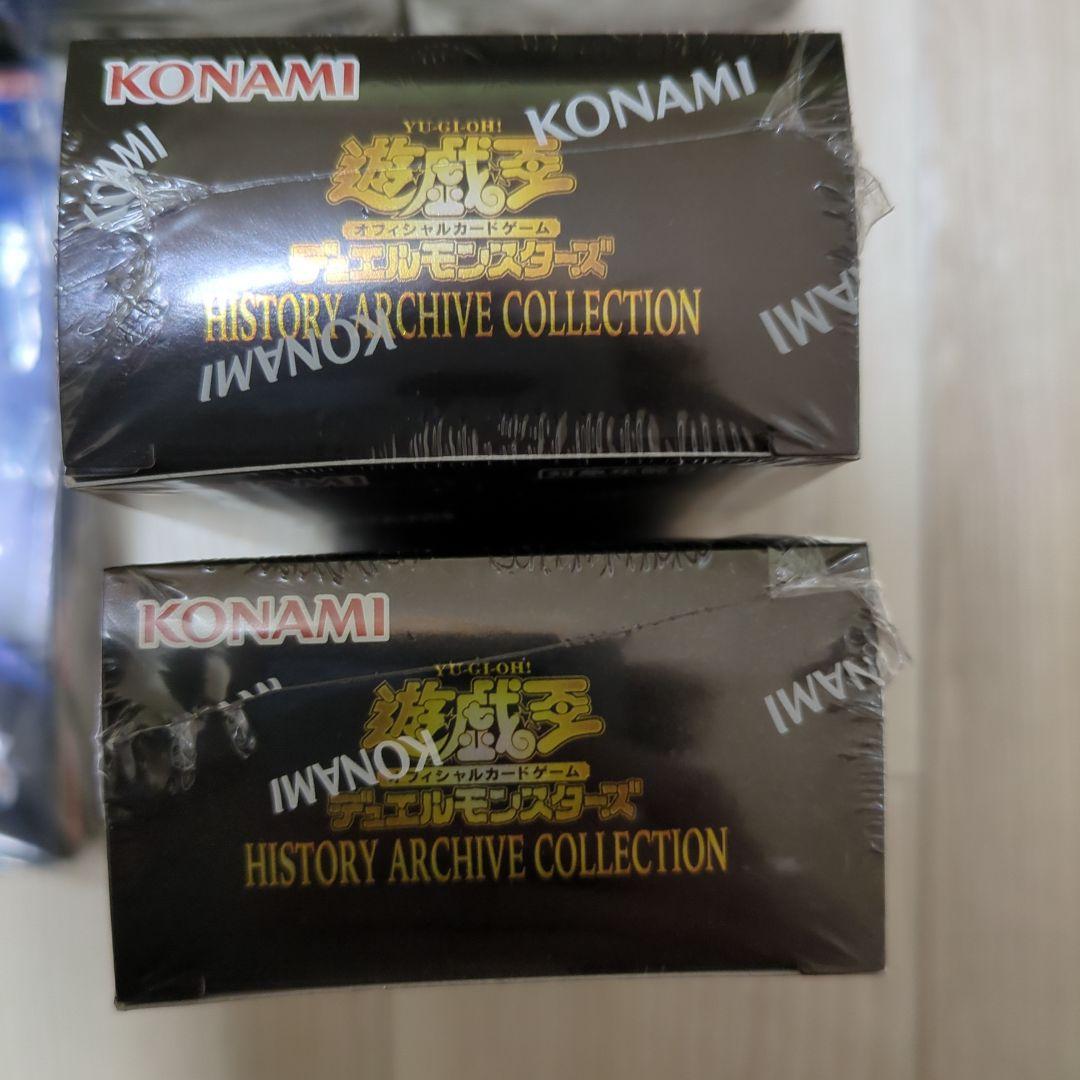 KONAMI
KONAMI
KONAMI
YU-GI-OH!
遊戯王
オフィシャルカードゲーム
デュエルモンスターズ
HISTORY ARCHIVE COLLECTION
KONAMI
KONAMI
KONAMI
YU-GI-OH!
遊戯王
KONAMI
KONAMI
オフィシャルカードゲーム
デュエルモンスターズ
HISTORY ARCHIVE COLLECTION